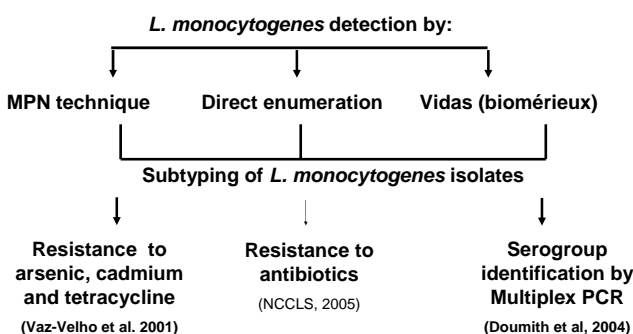 L. monocytogenes detection by:
MPN technique
Direct enumeration
Vidas (biomérieux)
Subtyping of L. monocytogenes isolates
Resistance to
arsenic, cadmium
and tetracycline
(Vaz-Velho et al. 2001)
Resistance to
antibiotics
(NCCLS, 2005)
Serogroup
identification by
Multiplex PCR
(Doumith et al, 2004)